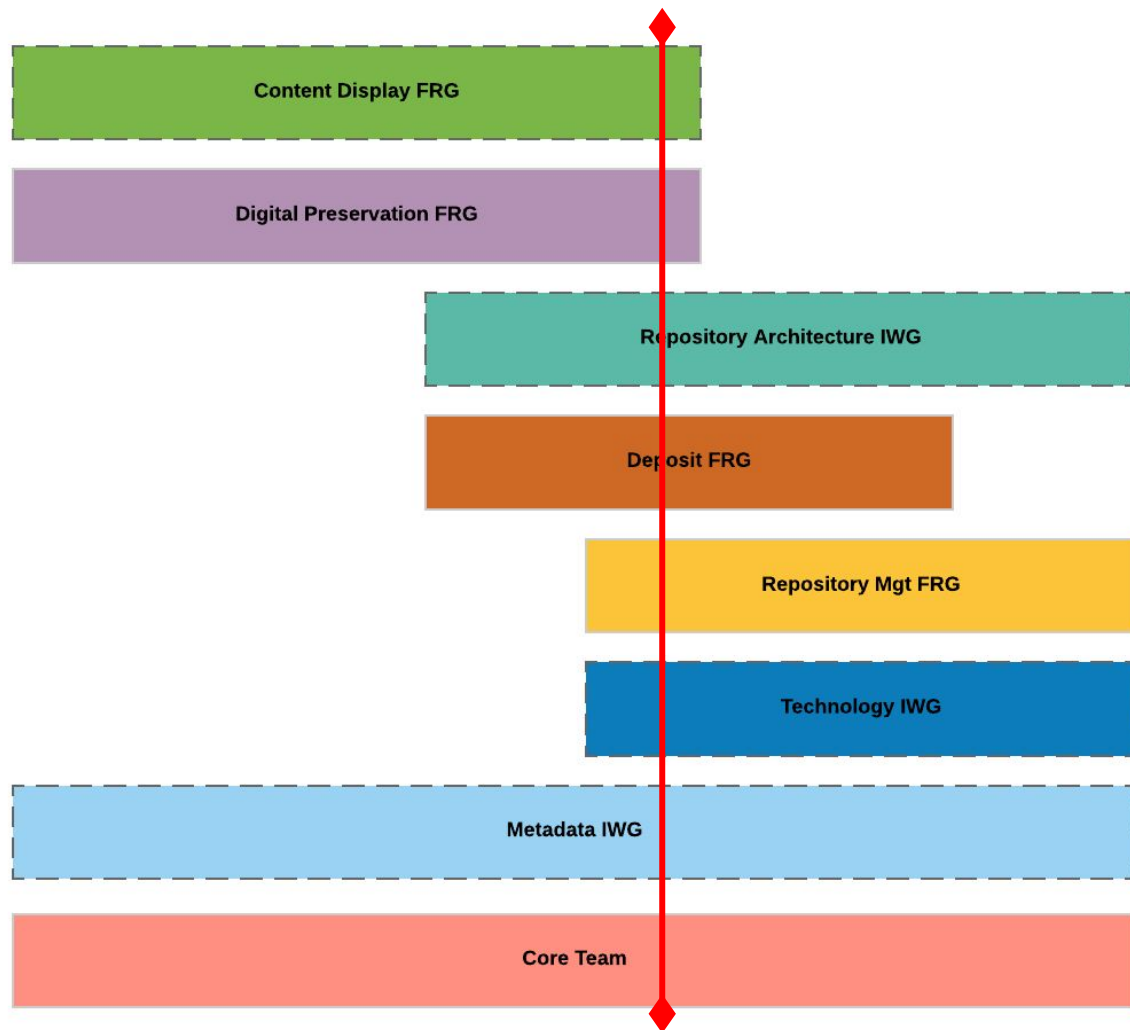 Content Display FRG
Digital Preservation FRG
Repository Architecture IWG
Deposit FRG
Repository Mgt FRG
Technology IWG
Metadata IWG
Core Team